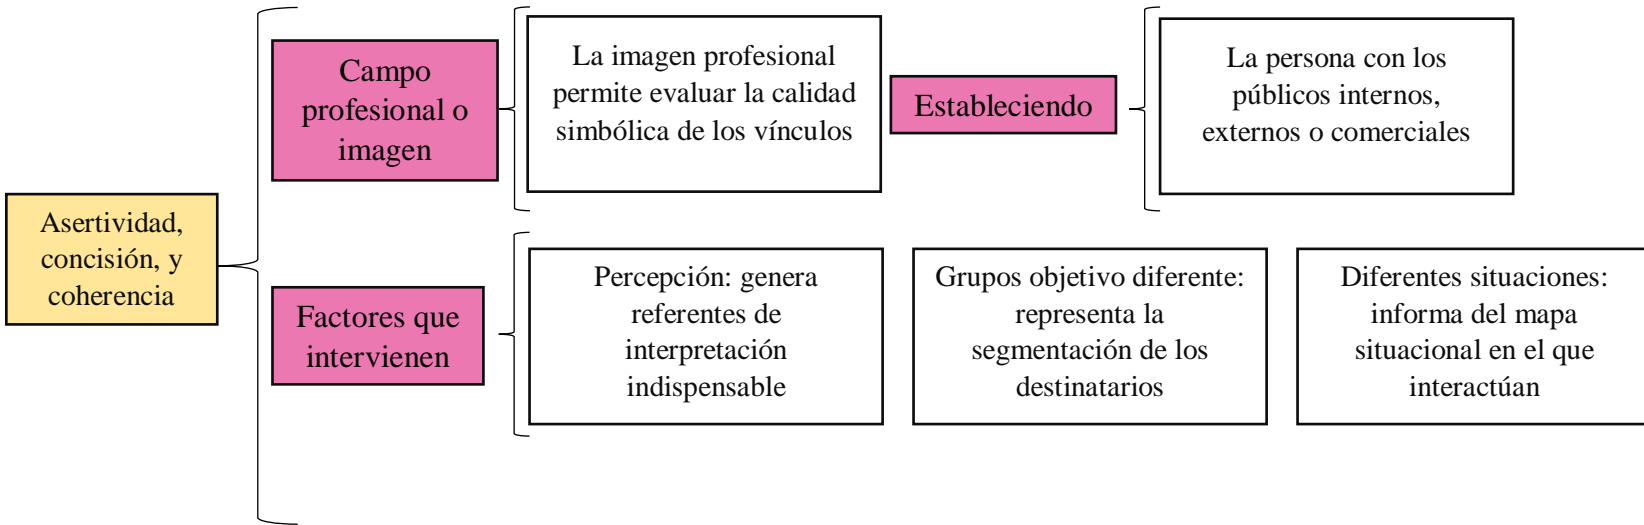 Asertividad,
concisión, y
coherencia
Campo
profesional o
imagen
La imagen profesional
permite evaluar la calidad
simbólica de los vínculos
Estableciendo
La persona con los
públicos internos,
externos o comerciales
Factores que
intervienen
Percepción: genera
referentes de
interpretación
indispensable
Grupos objetivo diferente:
representa la
segmentación de los
destinatarios
Diferentes situaciones:
informa del mapa
situacional en el que
interactúan